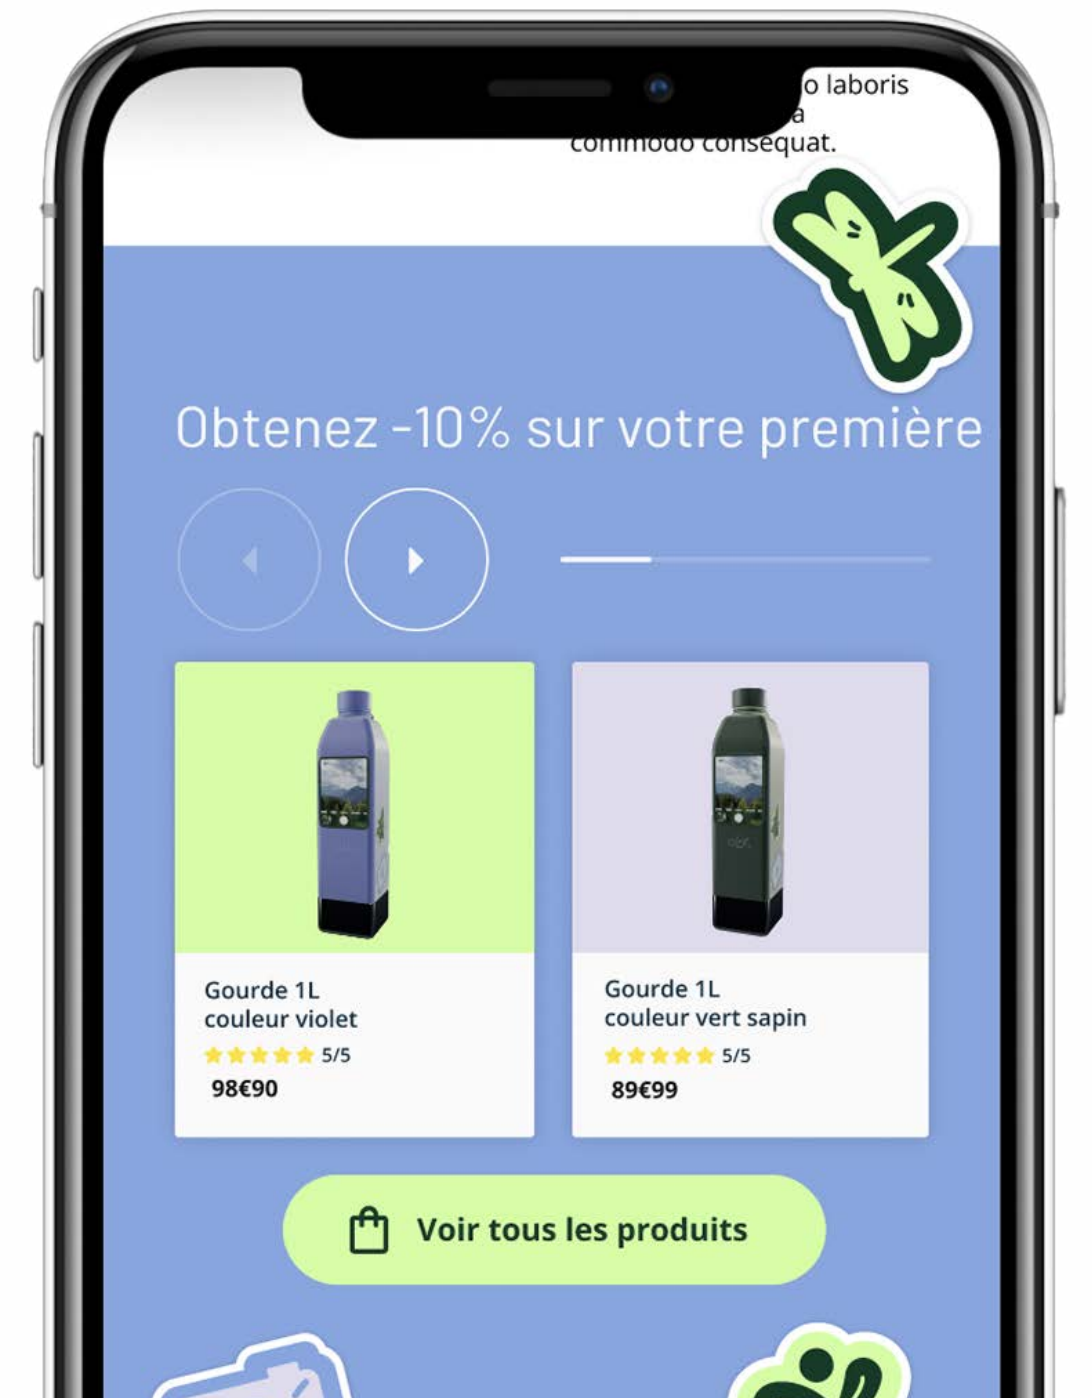 o laboris
a
commodo consequat.
Obtenez -10% sur votre première
Gourde 1L
couleur violet
5/5
98€90
Gourde 1L
couleur vert sapin
5/5
89€99
Voir tous les produits